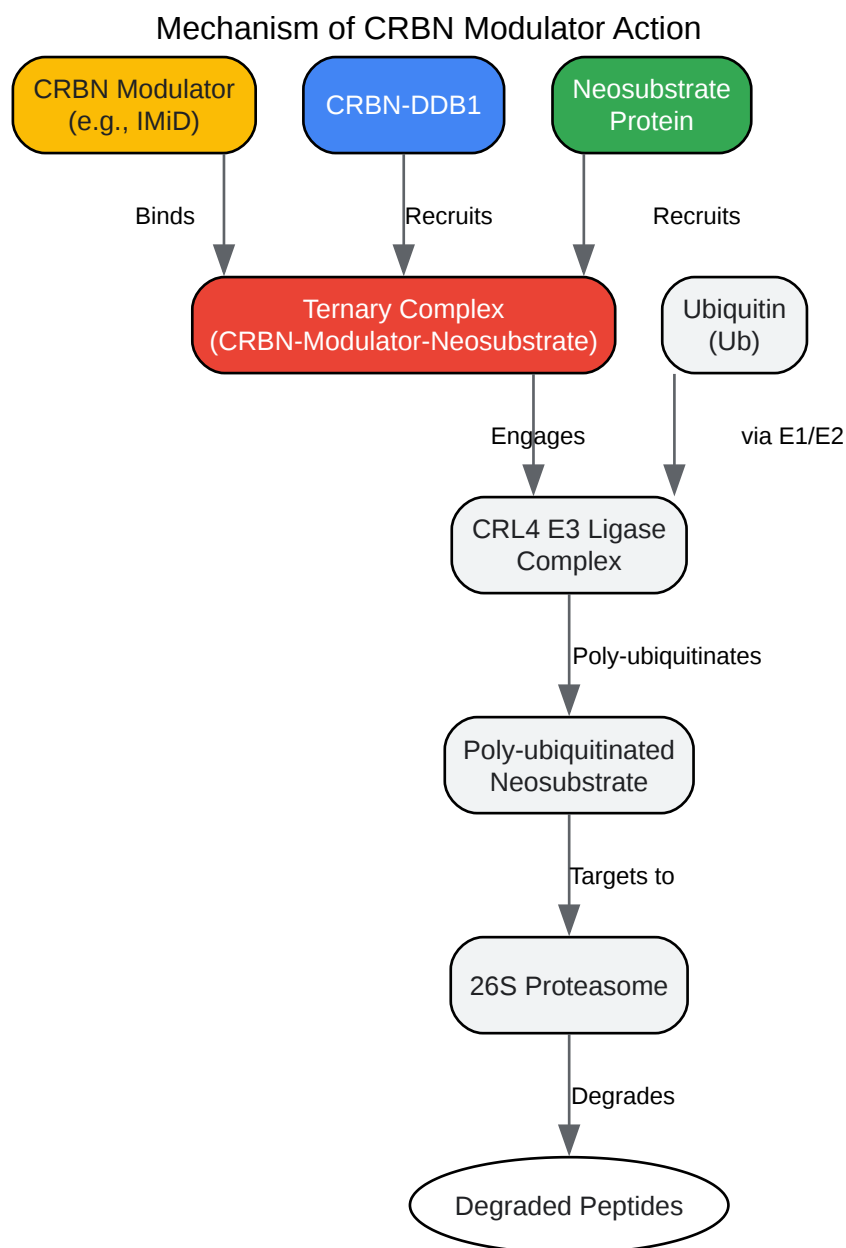 Mechanism of CRBN Modulator Action
CRBN Modulator
(e.g., IMiD)
CRBN-DDB1
Neosubstrate
Protein
Binds
Recruits
Recruits
Ternary Complex
(CRBN-Modulator-Neosubstrate)
Ubiquitin
(Ub)
Engages
via E1/E2
CRL4 E3 Ligase
Complex
Poly-ubiquitinates
Poly-ubiquitinated
Neosubstrate
Targets to
26S Proteasome
Degrades
Degraded Peptides